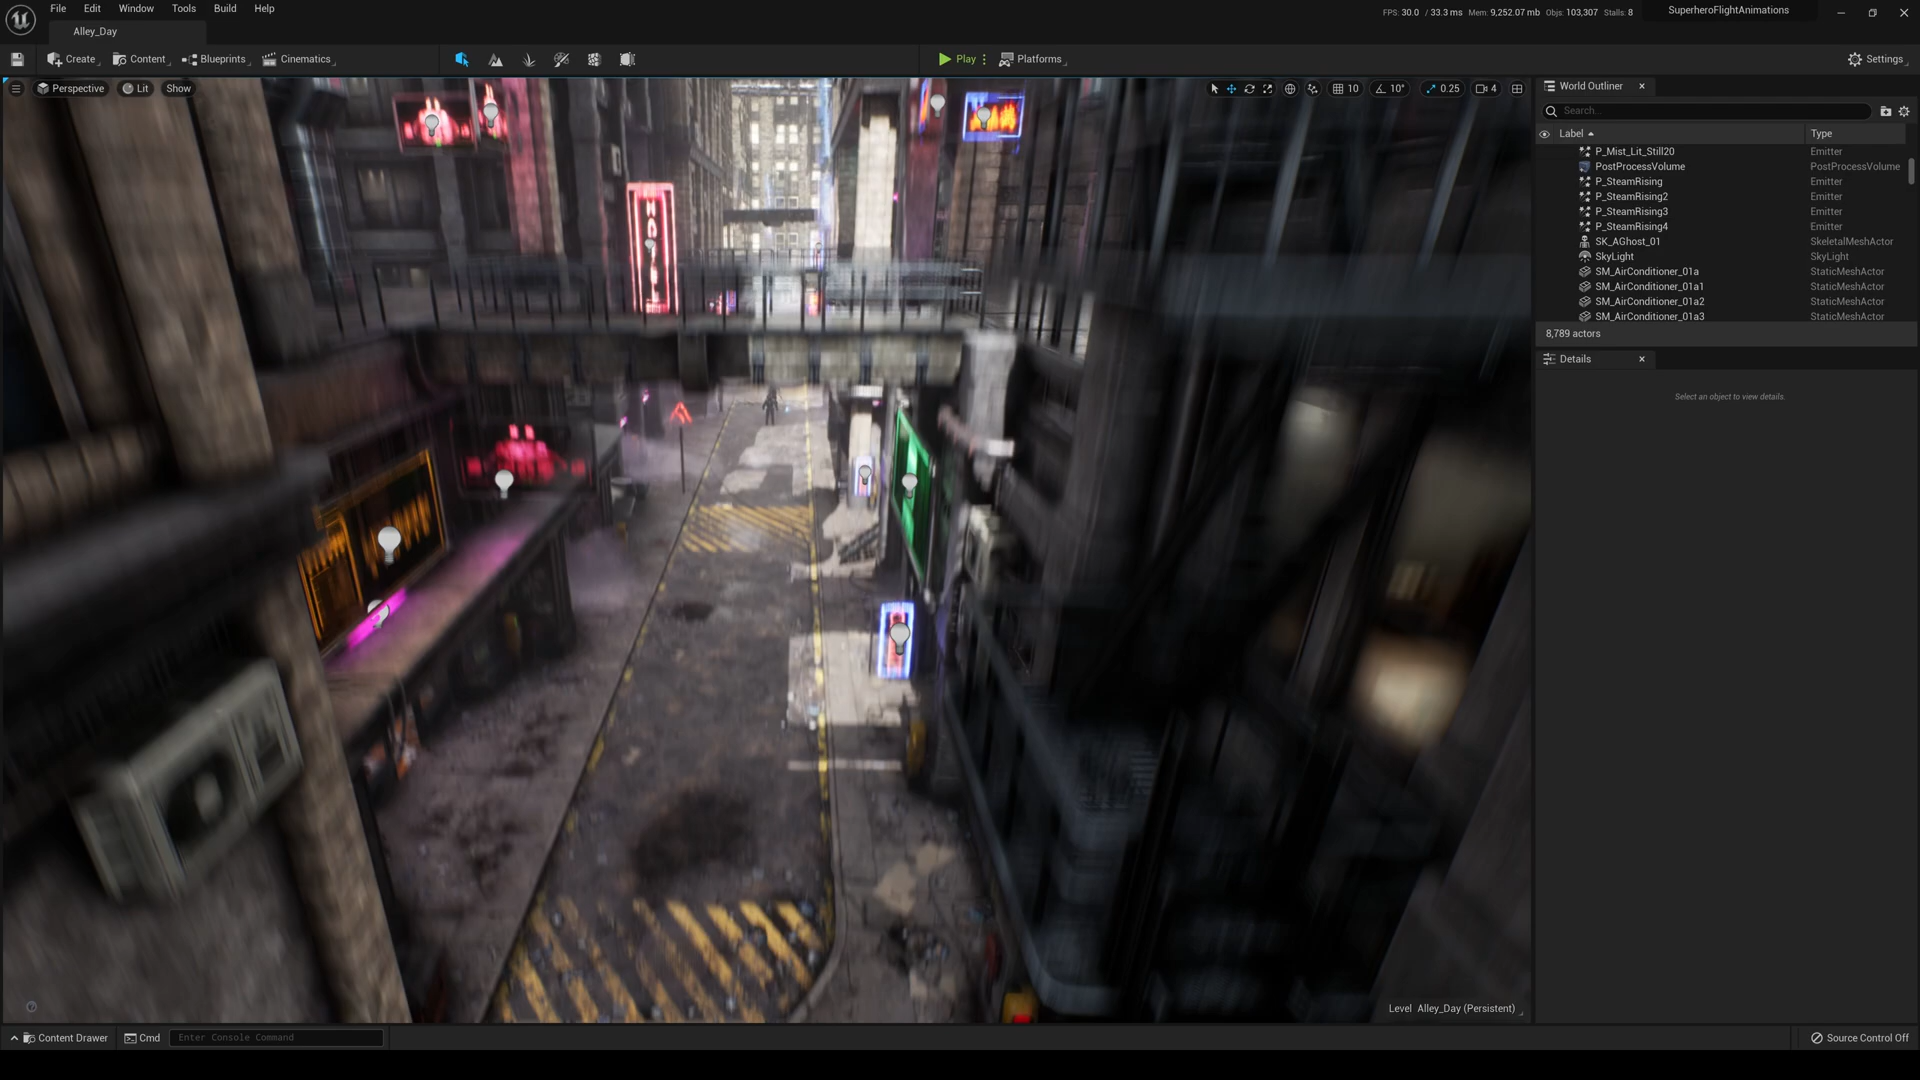 File Edit Window Tools Build Help
FPS: 30.0 / 33.3 ms Mem: 9,252.07 mb Objs: 103,307 Stalls: 8
SuperheroFlightAnimations
Alley_Day
Create Content Blueprints Cinematics
Play Platforms
Settings
Perspective Lit Show
10 10° 0.25 4
World Outliner
Search...
Label Type
P_Mist_Lit_Still20 Emitter
PostProcessVolume PostProcessVolume
P_SteamRising Emitter
P_SteamRising2 Emitter
P_SteamRising3 Emitter
P_SteamRising4 Emitter
SK_AGhost_01 SkeletalMeshActor
SkyLight SkyLight
SM_AirConditioner_01a StaticMeshActor
SM_AirConditioner_01a1 StaticMeshActor
SM_AirConditioner_01a2 StaticMeshActor
SM_AirConditioner_01a3 StaticMeshActor
8,789 actors
Details
Select an object to view details.
HOTEL
Level Alley_Day (Persistent)
Content Drawer Cmd Enter Console Command
Source Control Off